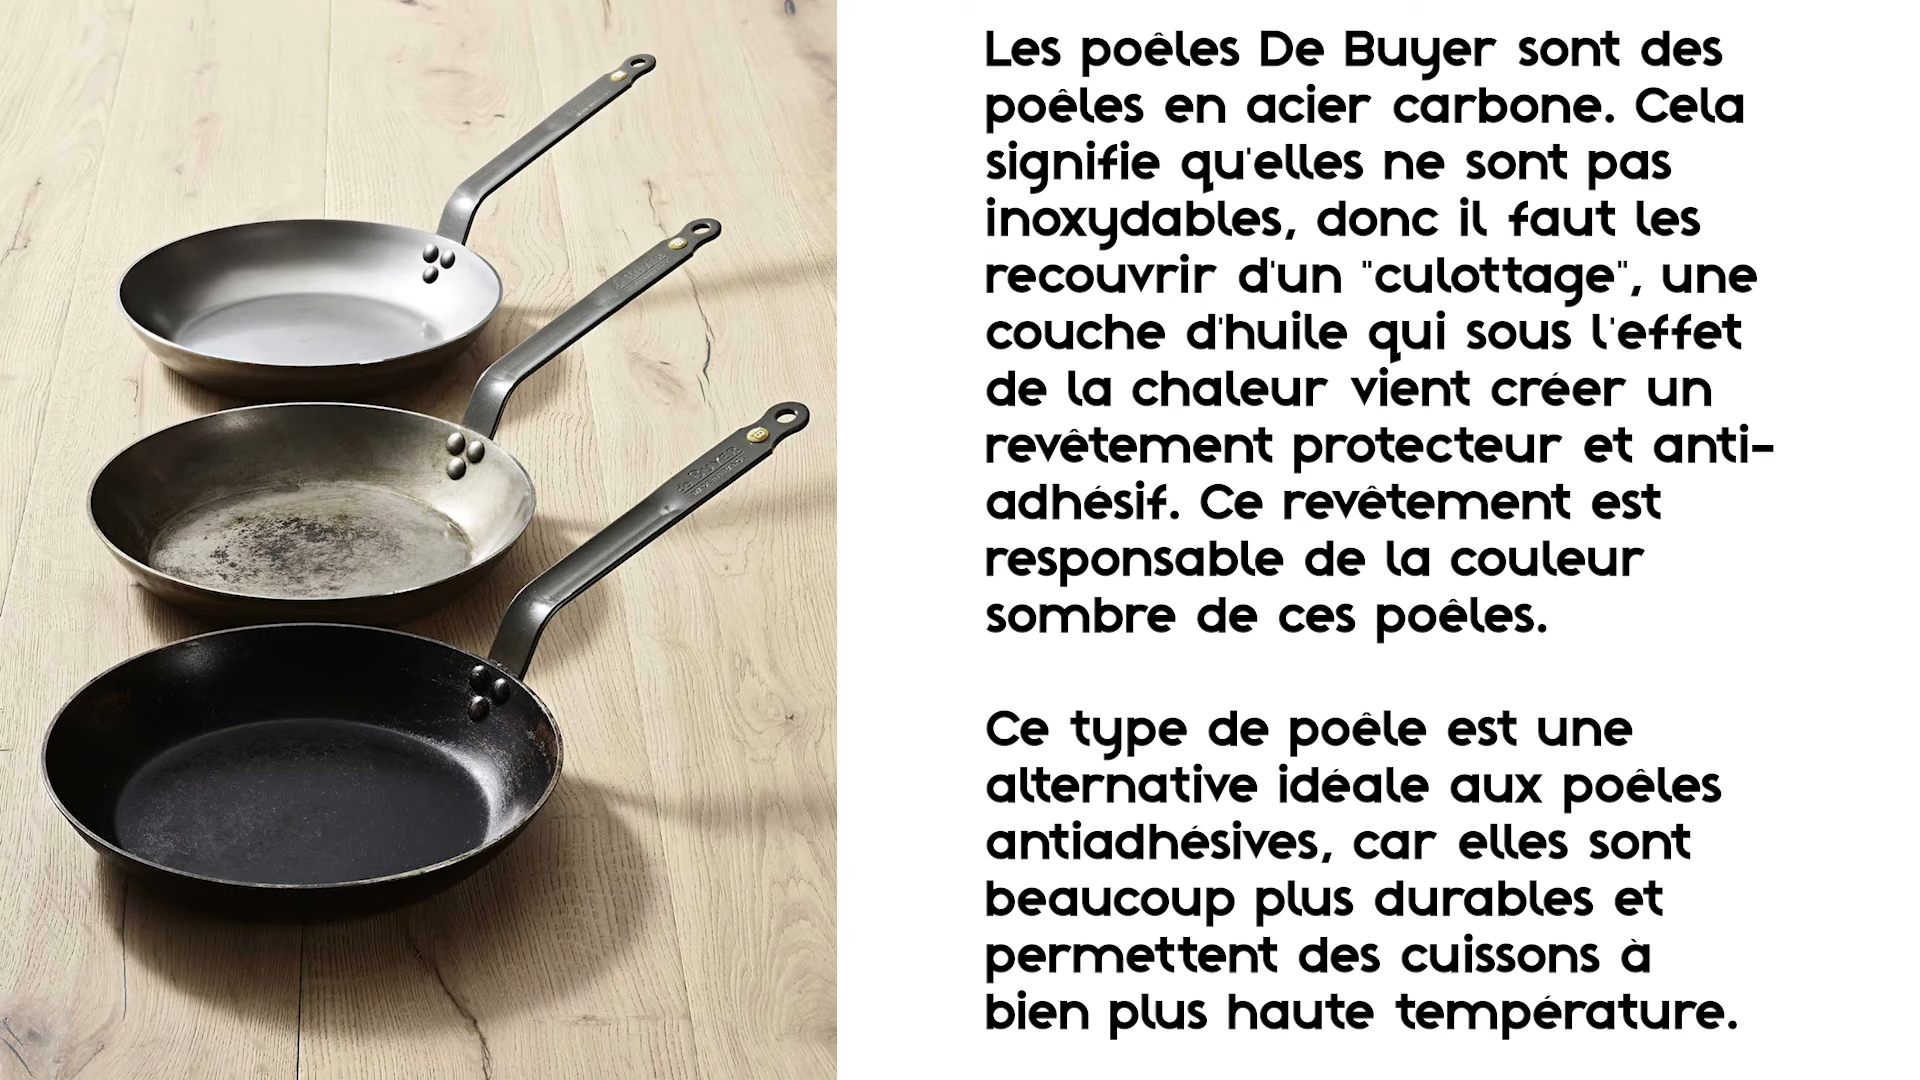 Les poêles De Buyer sont des
poêles en acier carbone. Cela
signifie qu'elles ne sont pas
inoxydables, donc il faut les
recouvrir d'un "culottage", une
couche d'huile qui sous l'effet
de la chaleur vient créer un
revêtement protecteur et anti-
adhésif. Ce revêtement est
responsable de la couleur
sombre de ces poêles.
Ce type de poêle est une
alternative idéale aux poêles
antiadhésives, car elles sont
beaucoup plus durables et
permettent des cuissons à
bien plus haute température.
de BUYER